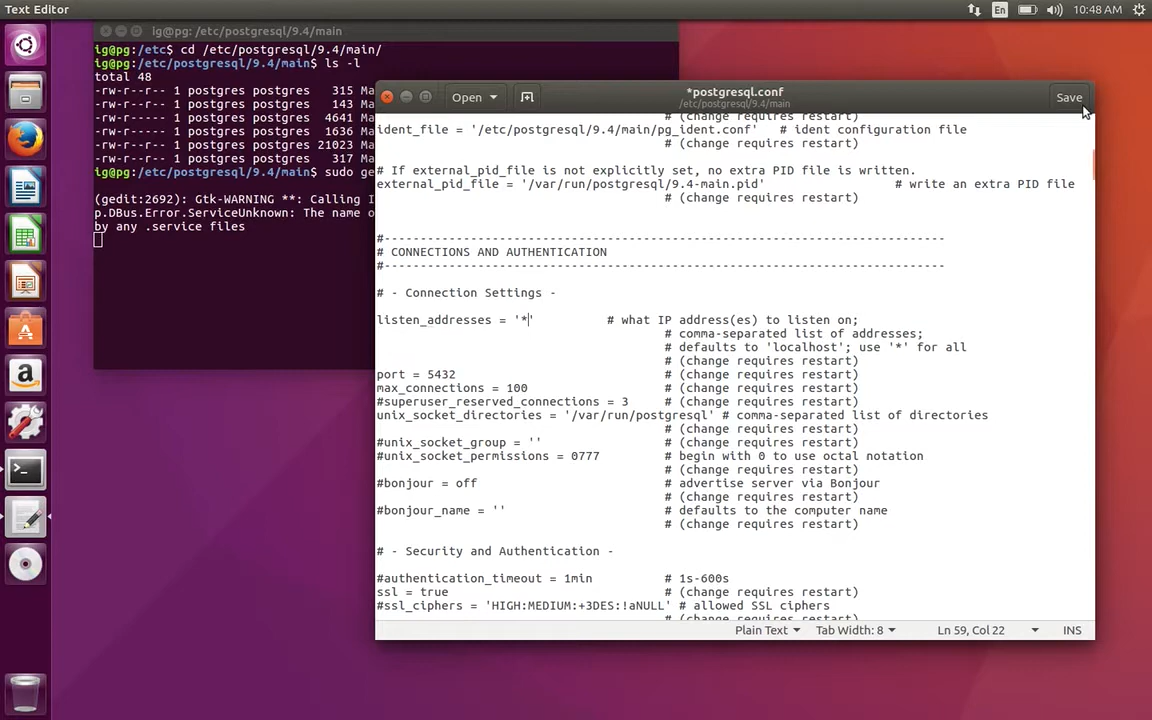 Text Editor
En
10:48 AM
ig@pg: /etc/postgresql/9.4/main
ig@pg:/etc$ cd /etc/postgresql/9.4/main/
ig@pg:/etc/postgresql/9.4/main$ ls -l
total 48
-rw-r--r-- 1 postgres postgres   315 M
-rw-r--r-- 1 postgres postgres   143
-rw-r--r-- 1 postgres postgres  4641 M
-rw-r----- 1 postgres postgres  1636
-rw-r--r-- 1 postgres postgres 21023 M
-rw-r--r-- 1 postgres postgres   317 M
ig@pg:/etc/postgresql/9.4/main$ sudo ge
(gedit:2692): Gtk-WARNING **: Calling I
p.DBus.Error.ServiceUnknown: The name o
by any .service files
Open
*postgresql.conf
/etc/postgresql/9.4/main
Save
# (change requires restart)
ident_file = '/etc/postgresql/9.4/main/pg_ident.conf'   # ident configuration file
# (change requires restart)
# If external_pid_file is not explicitly set, no extra PID file is written.
external_pid_file = '/var/run/postgresql/9.4-main.pid'                  # write an extra PID file
# (change requires restart)
#------------------------------------------------------------------------------
# CONNECTIONS AND AUTHENTICATION
#------------------------------------------------------------------------------
# - Connection Settings -
listen_addresses = '*'          # what IP address(es) to listen on;
# comma-separated list of addresses;
# defaults to 'localhost'; use '*' for all
# (change requires restart)
port = 5432                             # (change requires restart)
max_connections = 100                   # (change requires restart)
#superuser_reserved_connections = 3     # (change requires restart)
unix_socket_directories = '/var/run/postgresql' # comma-separated list of directories
# (change requires restart)
#unix_socket_group = ''                 # (change requires restart)
#unix_socket_permissions = 0777         # begin with 0 to use octal notation
# (change requires restart)
#bonjour = off                          # advertise server via Bonjour
# (change requires restart)
#bonjour_name = ''                      # defaults to the computer name
# (change requires restart)
# - Security and Authentication -
#authentication_timeout = 1min          # 1s-600s
ssl = true                              # (change requires restart)
#ssl_ciphers = 'HIGH:MEDIUM:+3DES:!aNULL' # allowed SSL ciphers
# (change requires restart)
Plain Text
Tab Width: 8
Ln 59, Col 22
INS